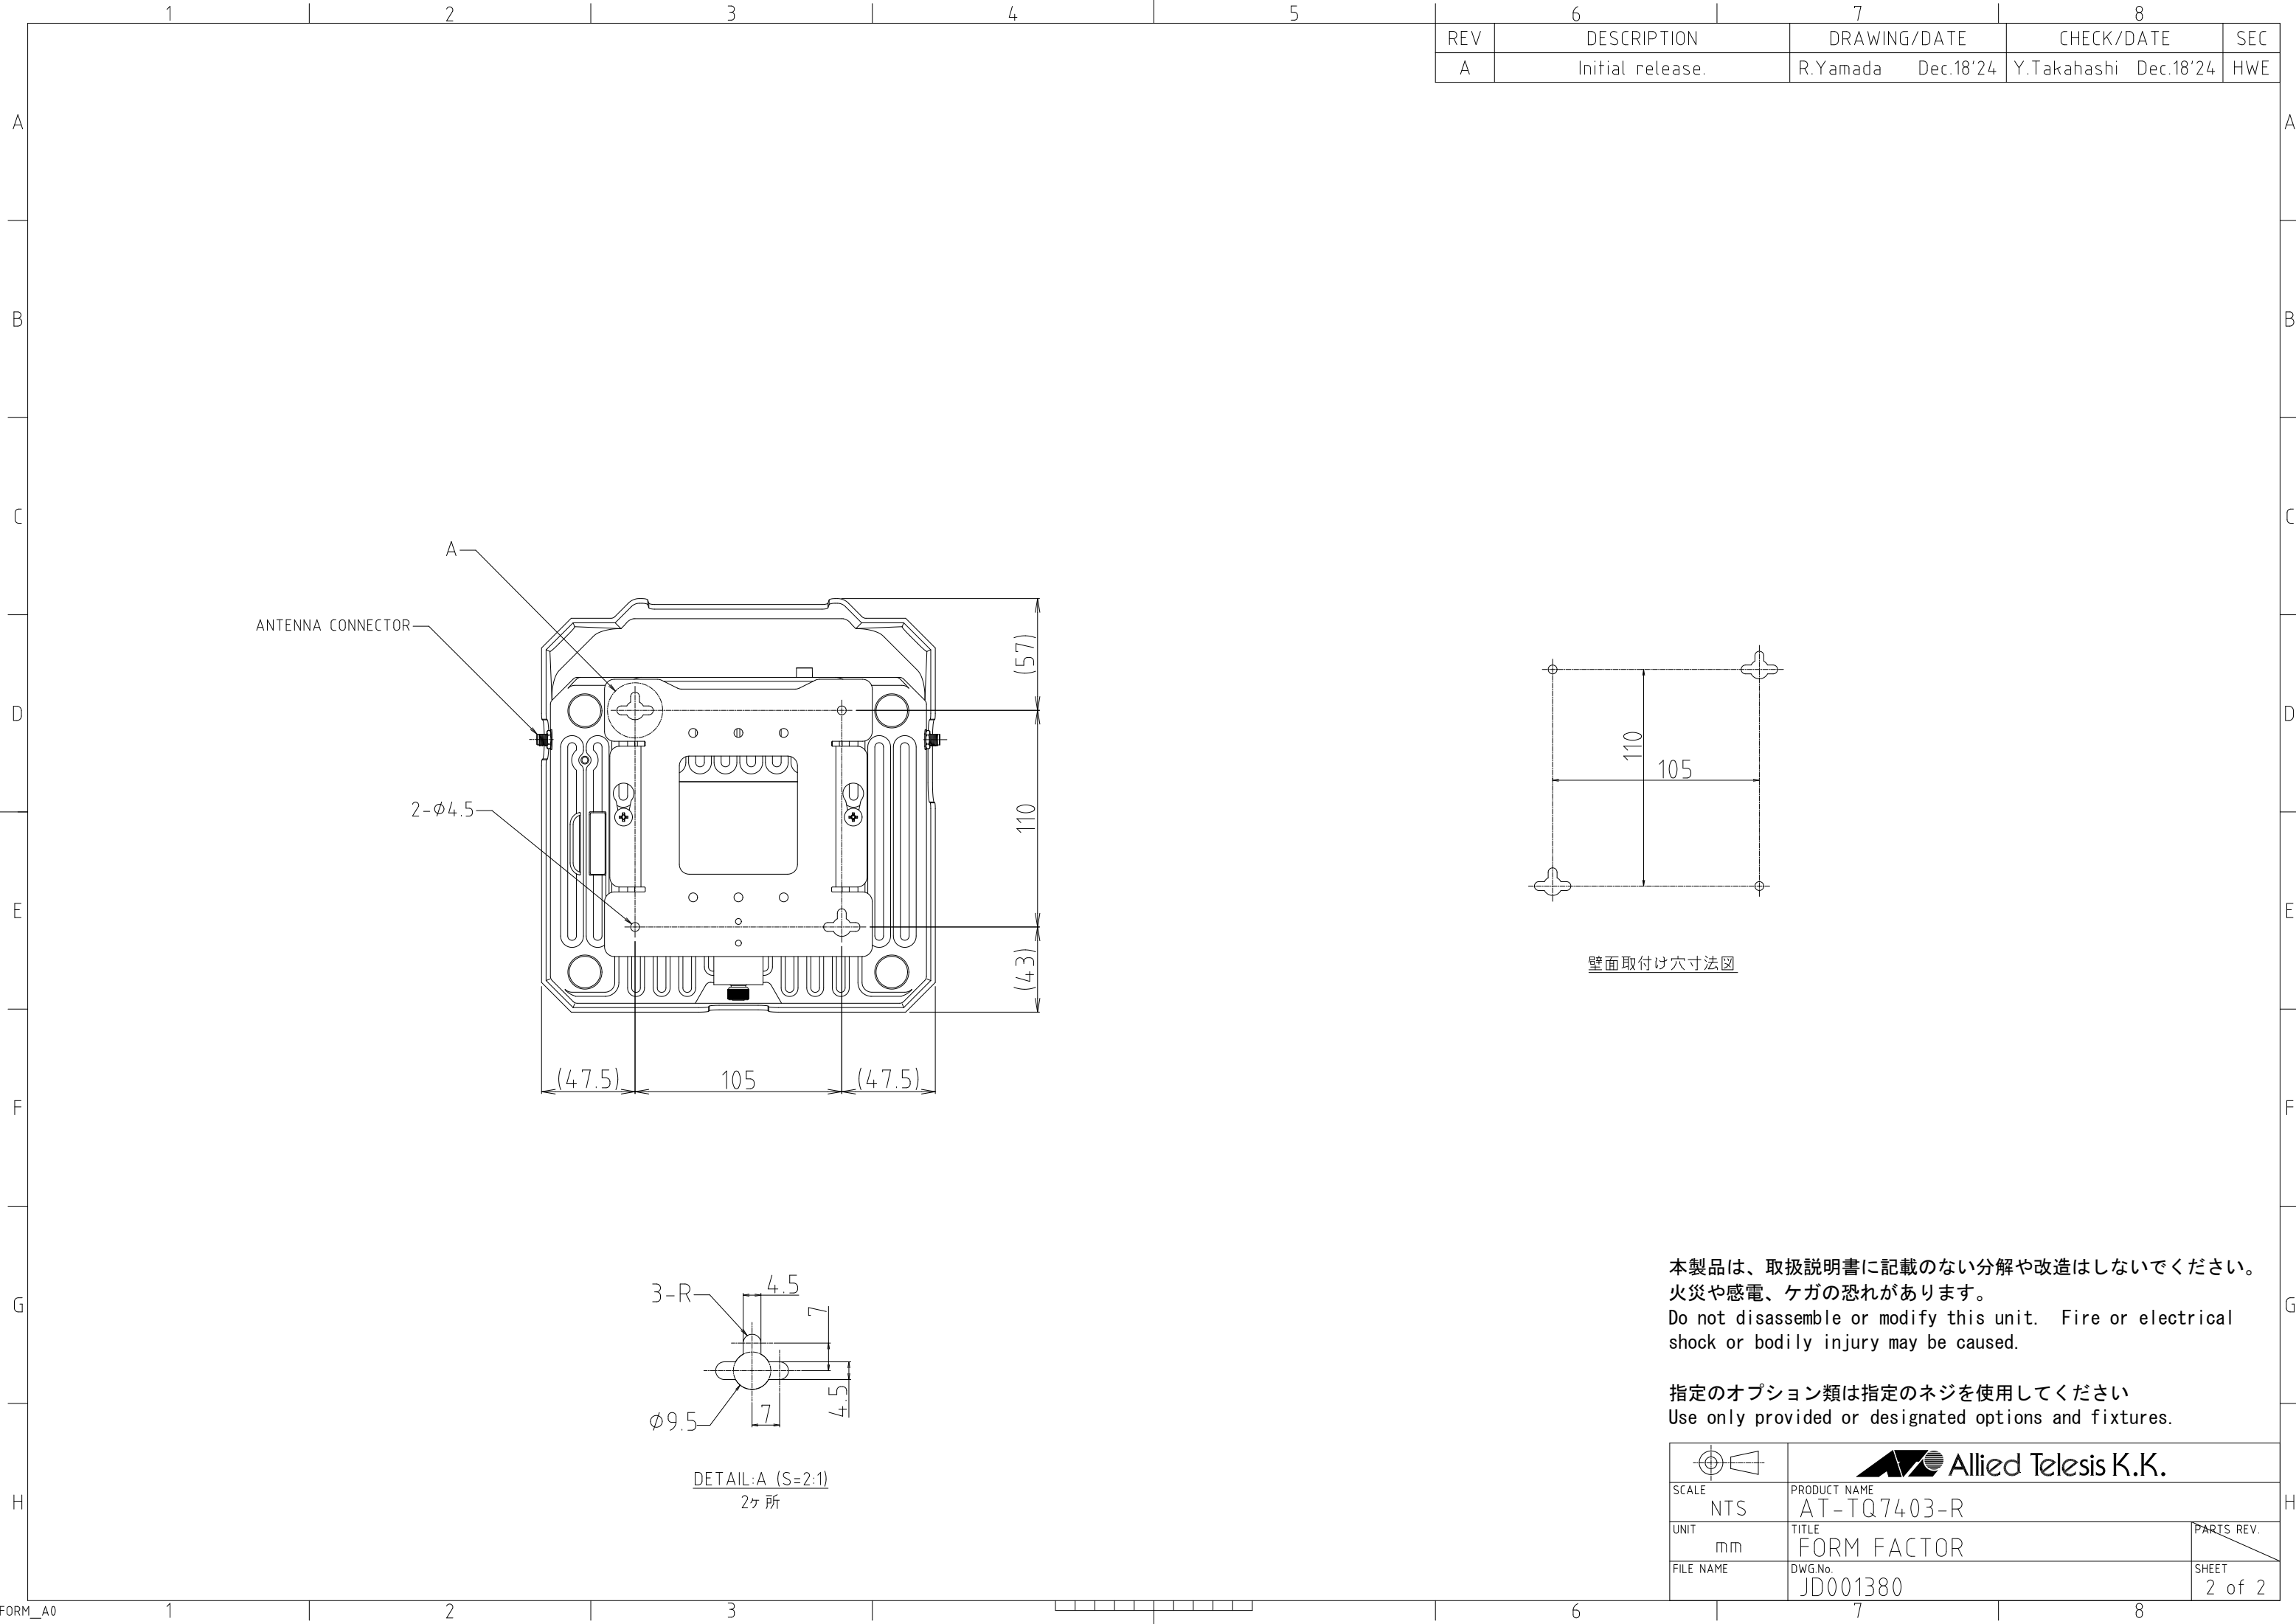 1 2 3 4 5 6 7 8
REV DESCRIPTION DRAWING/DATE CHECK/DATE SEC
A Initial release. R.Yamada Dec.18'24 Y.Takahashi Dec.18'24 HWE
A A
B B
C C
A
ANTENNA CONNECTOR
(57)
D D
110
105
2-φ4.5
110
E E
(43)
壁面取付け穴寸法図
(47.5) 105 (47.5)
F F
本製品は、取扱説明書に記載のない分解や改造はしないでください。
火災や感電、ケガの恐れがあります。
Do not disassemble or modify this unit. Fire or electrical
shock or bodily injury may be caused.
指定のオプション類は指定のネジを使用してください
Use only provided or designated options and fixtures.
G G
3-R 4.5
7
4.5
φ9.5 7
DETAIL:A (S=2:1)
2ヶ所
H H
Allied Telesis K.K.
SCALE
NTS
PRODUCT NAME
AT-TQ7403-R
UNIT
mm
TITLE
FORM FACTOR
PARTS REV.
FILE NAME
DWG.No.
JD001380
SHEET
2 of 2
FORM_A0
1 2 3 6 7 8